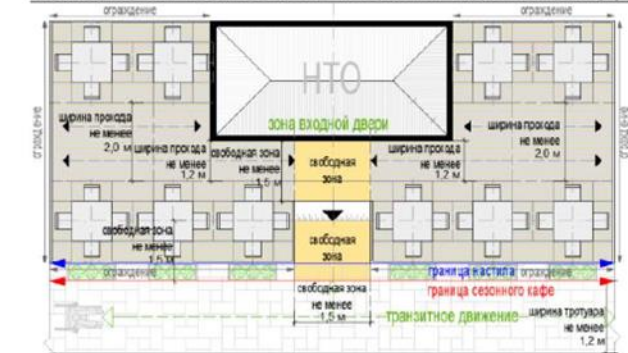 ограждение
ограждение
ограждение
ограждение
НТО
зона входной двери
ширина прохода
не менее
2,0 м
ширина прохода
не менее
1,2 м
свободная зона
не менее
1,5 м
свободная
зона
ширина прохода
не менее
1,2 м
ширина прохода
не менее
2,0 м
свободная зона
не менее
1,5 м
свободная
зона
ограждение
граница настила
ограждение
граница сезонного кафе
свободная зона
не менее
1,5 м
транзитное движение
ширина тротуара
не менее
1,2 м